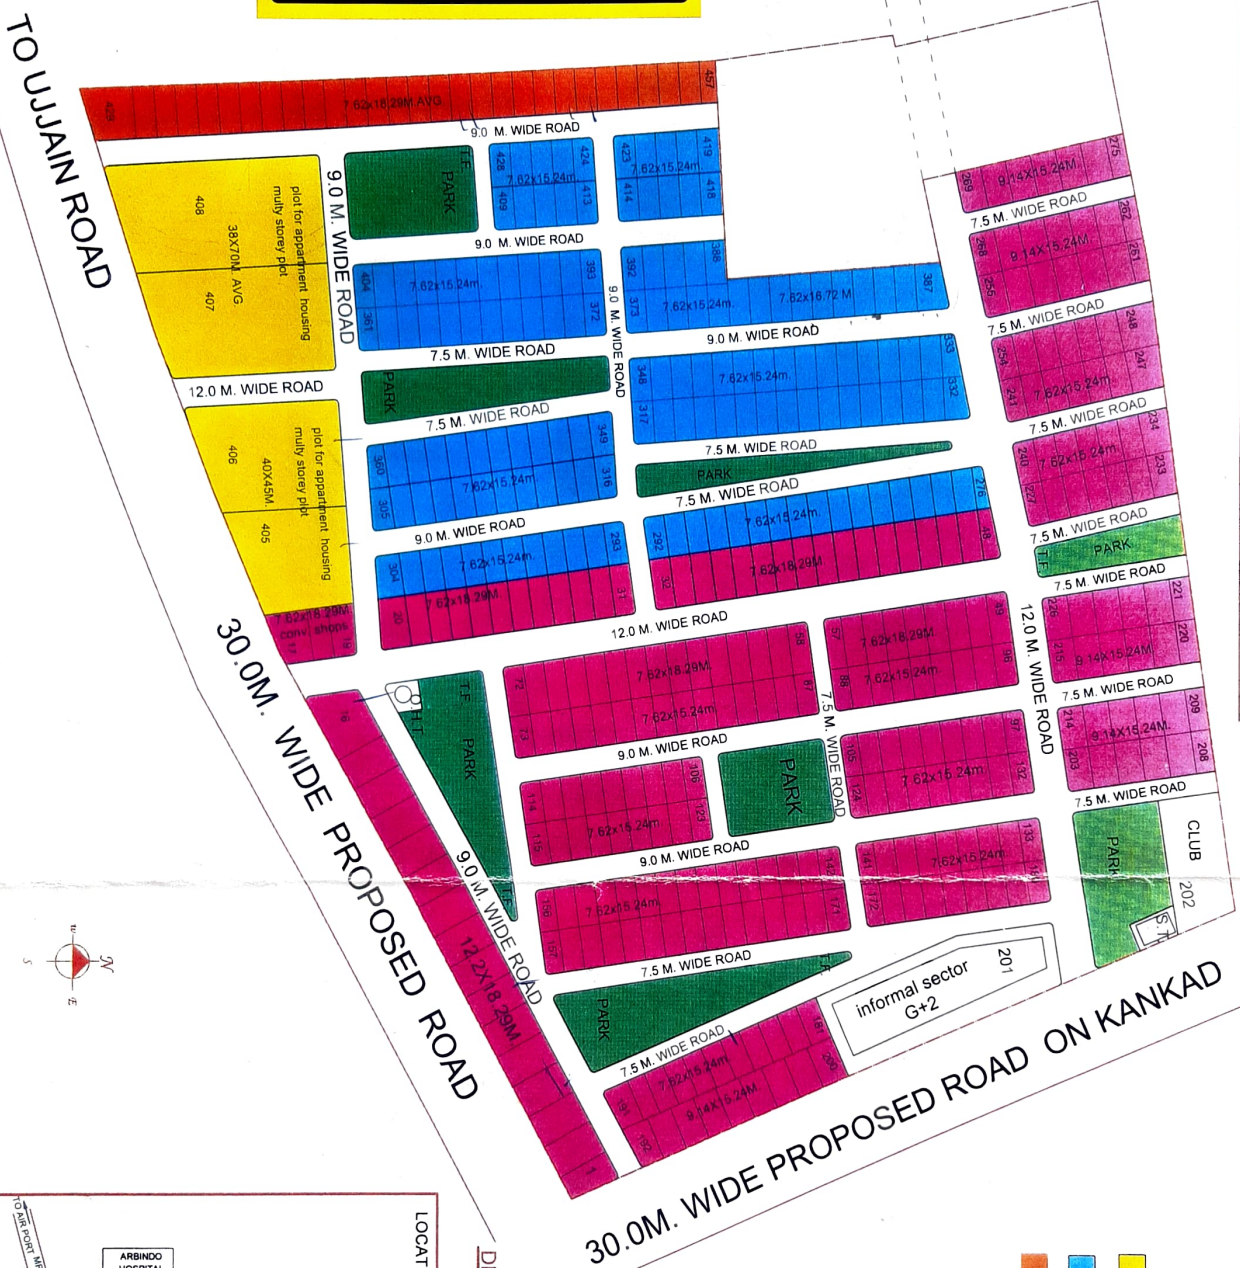 TO UJJAIN ROAD
429
7.62x18.29M AVG
457
9.0 M. WIDE ROAD
408
38X70M. AVG
407
plot for appartment housing
multy storey plot
9.0 M. WIDE ROAD
T.F.
PARK
428
424
7.62x15.24m
409
413
423
419
7.62x15.24m
414
418
9.0 M. WIDE ROAD
404
7.62x15.24m.
393
361
372
9.0 M. WIDE ROAD
392
388
373
7.62x15.24m.
7.62x16.72 M
387
7.5 M. WIDE ROAD
9.0 M. WIDE ROAD
12.0 M. WIDE ROAD
PARK
7.5 M. WIDE ROAD
348
7.62x15.24m.
333
317
332
406
40X45M.
405
plot for appartment housing
multy storey plot
360
349
7.62x15.24m.
305
316
7.5 M. WIDE ROAD
PARK
7.5 M. WIDE ROAD
9.0 M. WIDE ROAD
292
7.62x15.24m.
276
32
7.62x18.29M
48
304
7.62x15.24m.
293
20
7.62x18.29M.
31
7.62x18.29M.
conv. shops
17
19
12.0 M. WIDE ROAD
269
9.14X15.24M.
275
7.5 M. WIDE ROAD
268
262
9.14X15.24M.
255
261
7.5 M. WIDE ROAD
254
248
241
7.62x15.24m.
247
7.5 M. WIDE ROAD
240
234
7.62x15.24m.
227
233
7.5 M. WIDE ROAD
T.F.
PARK
7.5 M. WIDE ROAD
226
221
215
9.14X15.24M.
220
12.0 M. WIDE ROAD
7.5 M. WIDE ROAD
214
209
9.14X15.24M.
203
208
7.5 M. WIDE ROAD
PARK
CLUB
202
30.0M. WIDE PROPOSED ROAD
16
12.2X18.29M.
1
O.H.T
T.F.
PARK
T.F.
9.0 M. WIDE ROAD
72
7.62x18.29M.
58
73
7.62x15.24m.
87
57
7.62x18.29M
49
88
7.62x15.24m.
96
7.5 M. WIDE ROAD
9.0 M. WIDE ROAD
114
106
7.62x15.24m.
115
123
PARK
105
97
7.62x15.24m.
124
132
9.0 M. WIDE ROAD
156
142
7.62x15.24m.
157
171
141
133
7.62x15.24m.
172
7.5 M. WIDE ROAD
T.F.
PARK
7.5 M. WIDE ROAD
181
7.62x15.24m.
191
9.14X15.24M.
200
192
informal sector
G+2
201
30.0M. WIDE PROPOSED ROAD ON KANKAD
N
S
E
W
TO AIR PORT
ARBINDO
HOSPITAL
LOCAT